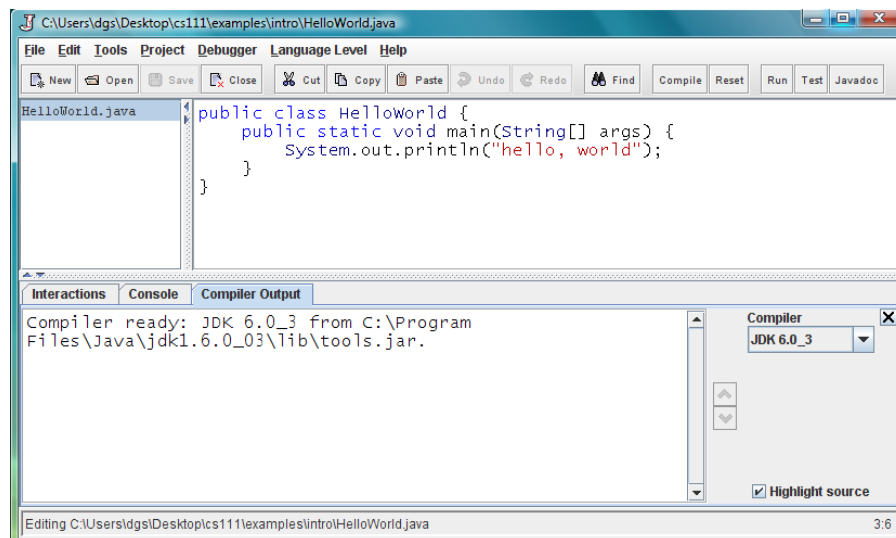 C:\Users\dgs\Desktop\cs111\examples\intro\HelloWorld.java
File Edit Tools Project Debugger Language Level Help
New Open Save Close Cut Copy Paste Undo Redo Find Compile Reset Run Test Javadoc
HelloWorld.java
public class HelloWorld {
    public static void main(String[] args) {
        System.out.println("hello, world");
    }
}
Interactions Console Compiler Output
Compiler ready: JDK 6.0_3 from C:\Program
Files\Java\jdk1.6.0_03\lib\tools.jar.
Compiler
JDK 6.0_3
Highlight source
Editing C:\Users\dgs\Desktop\cs111\examples\intro\HelloWorld.java 3:6